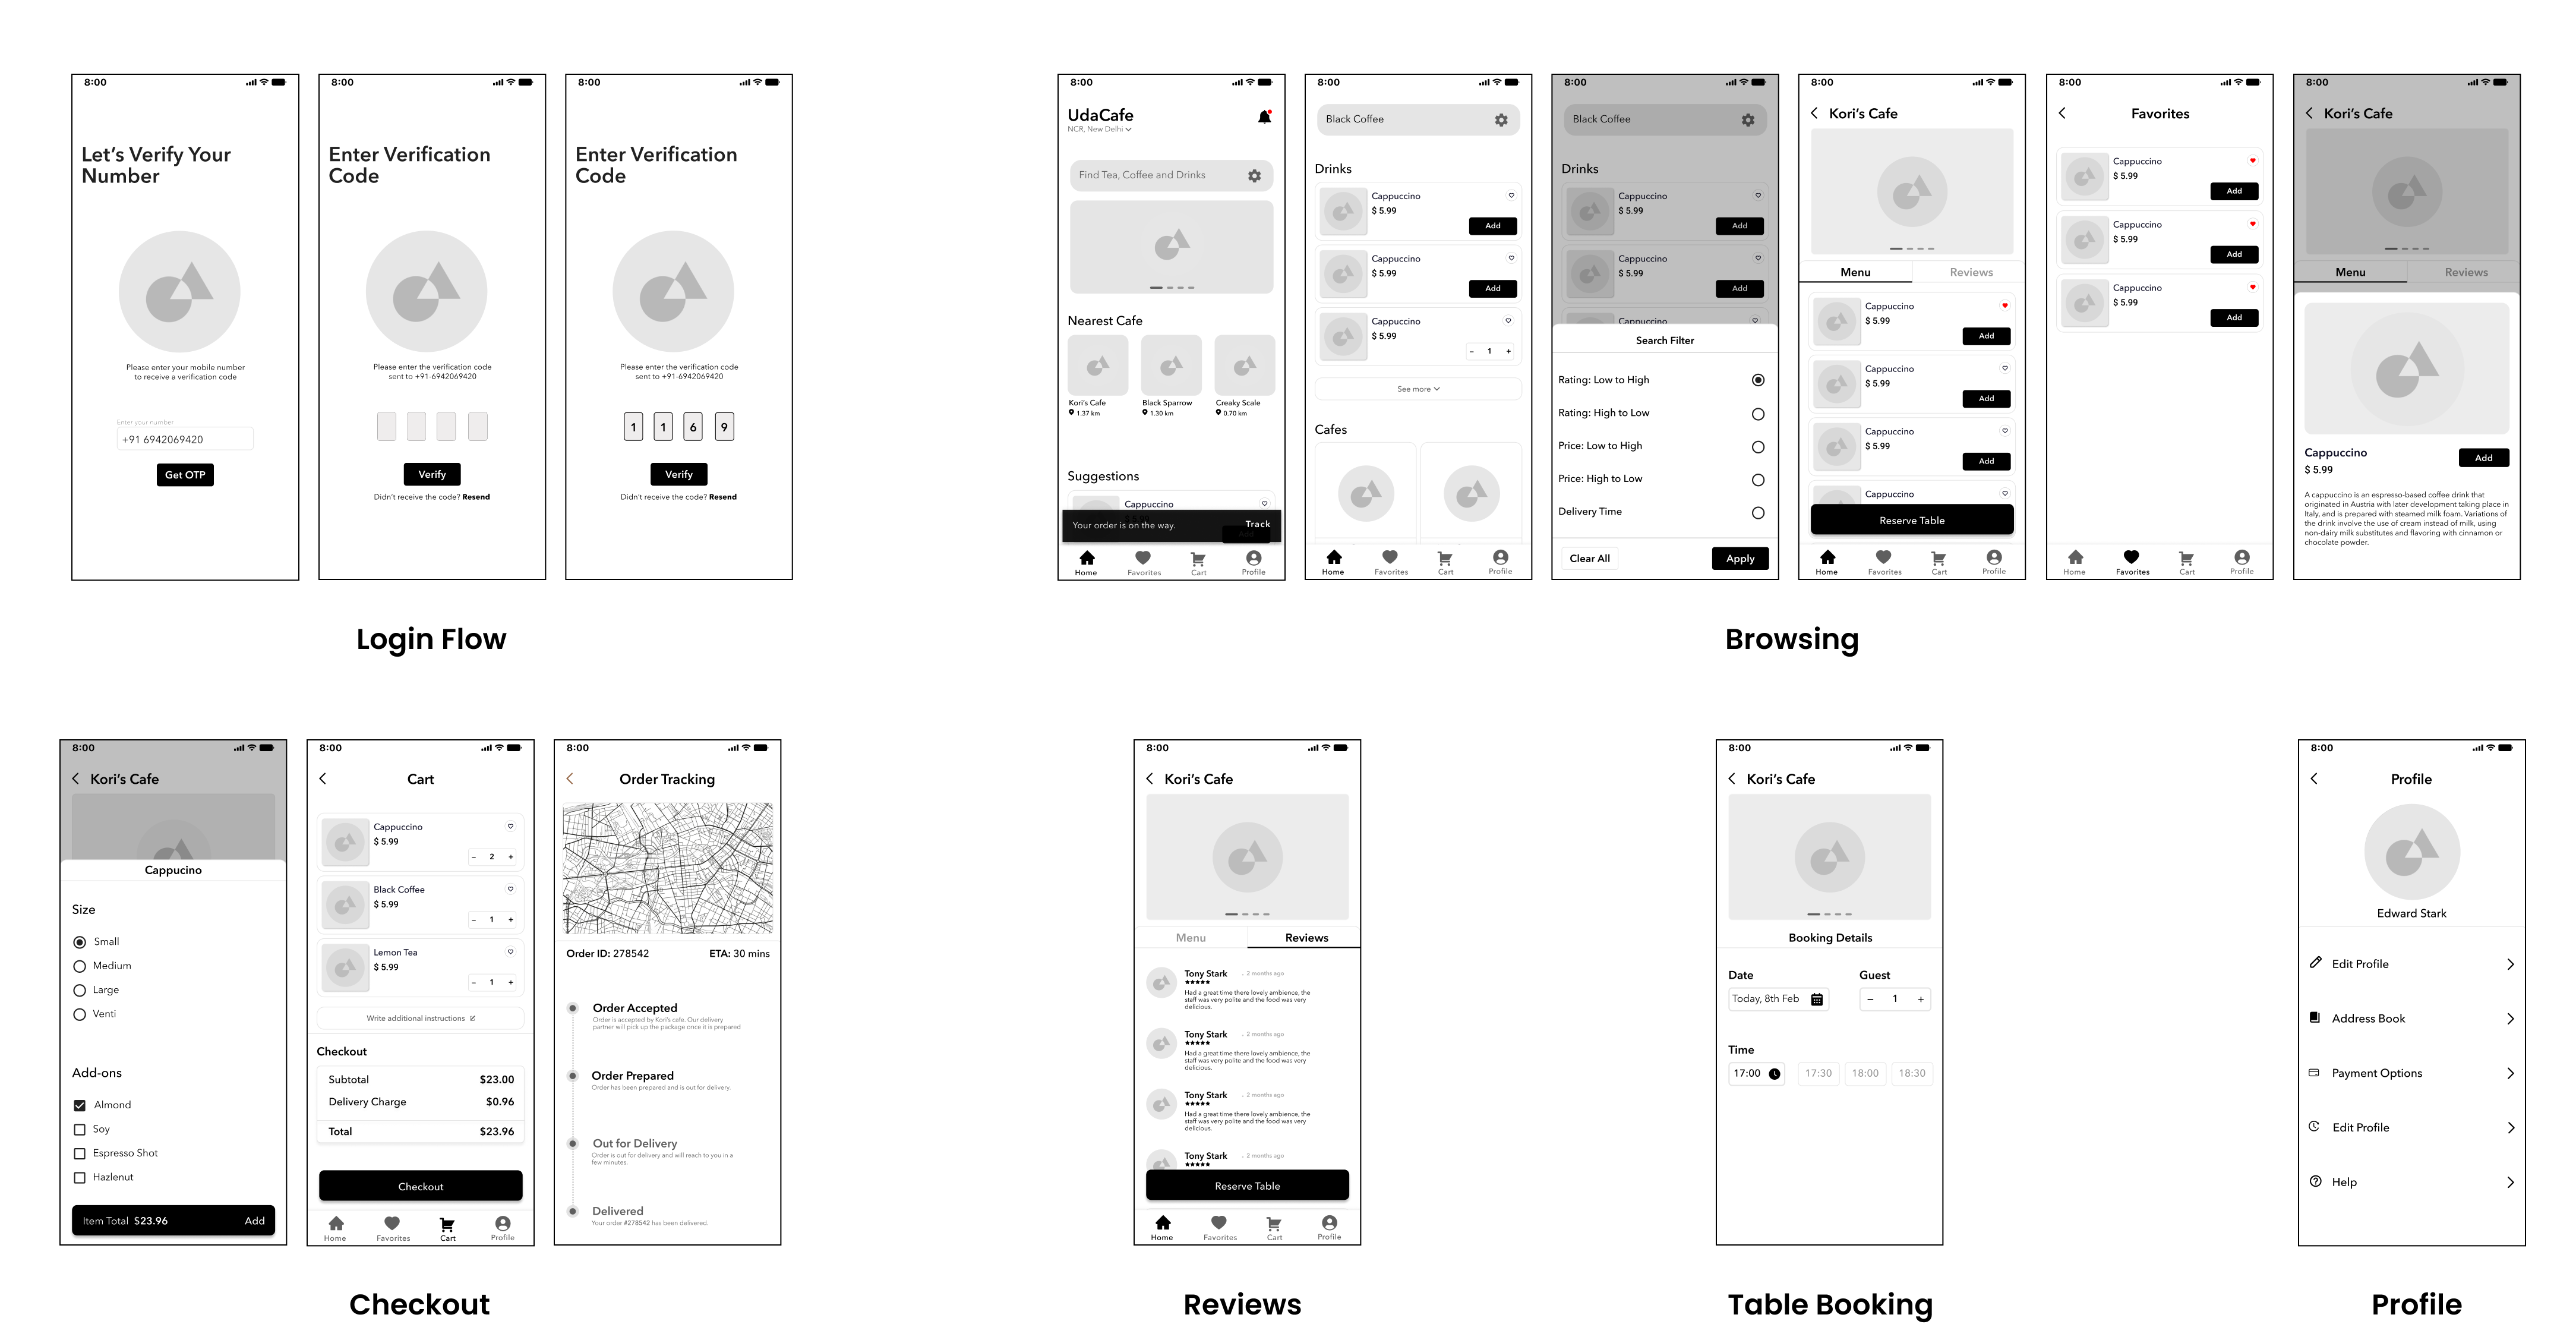 8:00
Let's Verify Your
Number
Please enter your mobile number
to receive a verification code
Enter your number
+91 6942069420
Get OTP
8:00
Enter Verification
Code
Please enter the verification code
sent to +91-6942069420
Verify
Didn't receive the code? Resend
8:00
Enter Verification
Code
Please enter the verification code
sent to +91-6942069420
1 1 6 9
Verify
Didn't receive the code? Resend
Login Flow
8:00
UdaCafe
NCR, New Delhi
Find Tea, Coffee and Drinks
Nearest Cafe
Kori's Cafe Black Sparrow Creaky Scale
1.37 km 1.30 km 0.70 km
Suggestions
Cappuccino
Your order is on the way. Track
Home Favorites Cart Profile
8:00
Black Coffee
Drinks
Cappuccino
$ 5.99
Add
Cappuccino
$ 5.99
Add
Cappuccino
$ 5.99
- 1 +
See more
Cafes
Home Favorites Cart Profile
8:00
Black Coffee
Drinks
Cappuccino
$ 5.99
Add
Cappuccino
$ 5.99
Add
Cappuccino
Search Filter
Rating: Low to High
Rating: High to Low
Price: Low to High
Price: High to Low
Delivery Time
Clear All Apply
8:00
Kori's Cafe
Menu Reviews
Cappuccino
$ 5.99
Add
Cappuccino
$ 5.99
Add
Cappuccino
$ 5.99
Add
Cappuccino
Reserve Table
Home Favorites Cart Profile
8:00
Favorites
Cappuccino
$ 5.99
Add
Cappuccino
$ 5.99
Add
Cappuccino
$ 5.99
Add
Home Favorites Cart Profile
8:00
Kori's Cafe
Menu Reviews
Cappuccino
Add
$ 5.99
A cappuccino is an espresso-based coffee drink that
originated in Austria with later development taking place in
Italy, and is prepared with steamed milk foam. Variations of
the drink involve the use of cream instead of milk, using
non-dairy milk substitutes and flavoring with cinnamon or
chocolate powder.
Browsing
8:00
Kori's Cafe
Cappucino
Size
Small
Medium
Large
Venti
Add-ons
Almond
Soy
Espresso Shot
Hazlenut
Item Total $23.96 Add
8:00
Cart
Cappuccino
$ 5.99
- 2 +
Black Coffee
$ 5.99
- 1 +
Lemon Tea
$ 5.99
- 1 +
Write additional instructions
Checkout
Subtotal $23.00
Delivery Charge $0.96
Total $23.96
Checkout
Home Favorites Cart Profile
8:00
Order Tracking
Order ID: 278542 ETA: 30 mins
Order Accepted
Order is accepted by Kori's cafe. Our delivery
partner will pick up the package once it is prepared
Order Prepared
Order has been prepared and is out for delivery.
Out for Delivery
Order is out for delivery and will reach to you in a
few minutes.
Delivered
Your order #278542 has been delivered.
Checkout
8:00
Kori's Cafe
Menu Reviews
Tony Stark . 2 months ago
Had a great time there lovely ambience, the
staff was very polite and the food was very
delicious.
Tony Stark . 2 months ago
Had a great time there lovely ambience, the
staff was very polite and the food was very
delicious.
Tony Stark . 2 months ago
Had a great time there lovely ambience, the
staff was very polite and the food was very
delicious.
Tony Stark . 2 months ago
Reserve Table
Home Favorites Cart Profile
Reviews
8:00
Kori's Cafe
Booking Details
Date Guest
Today, 8th Feb - 1 +
Time
17:00 17:30 18:00 18:30
Table Booking
8:00
Profile
Edward Stark
Edit Profile
Address Book
Payment Options
Edit Profile
Help
Profile